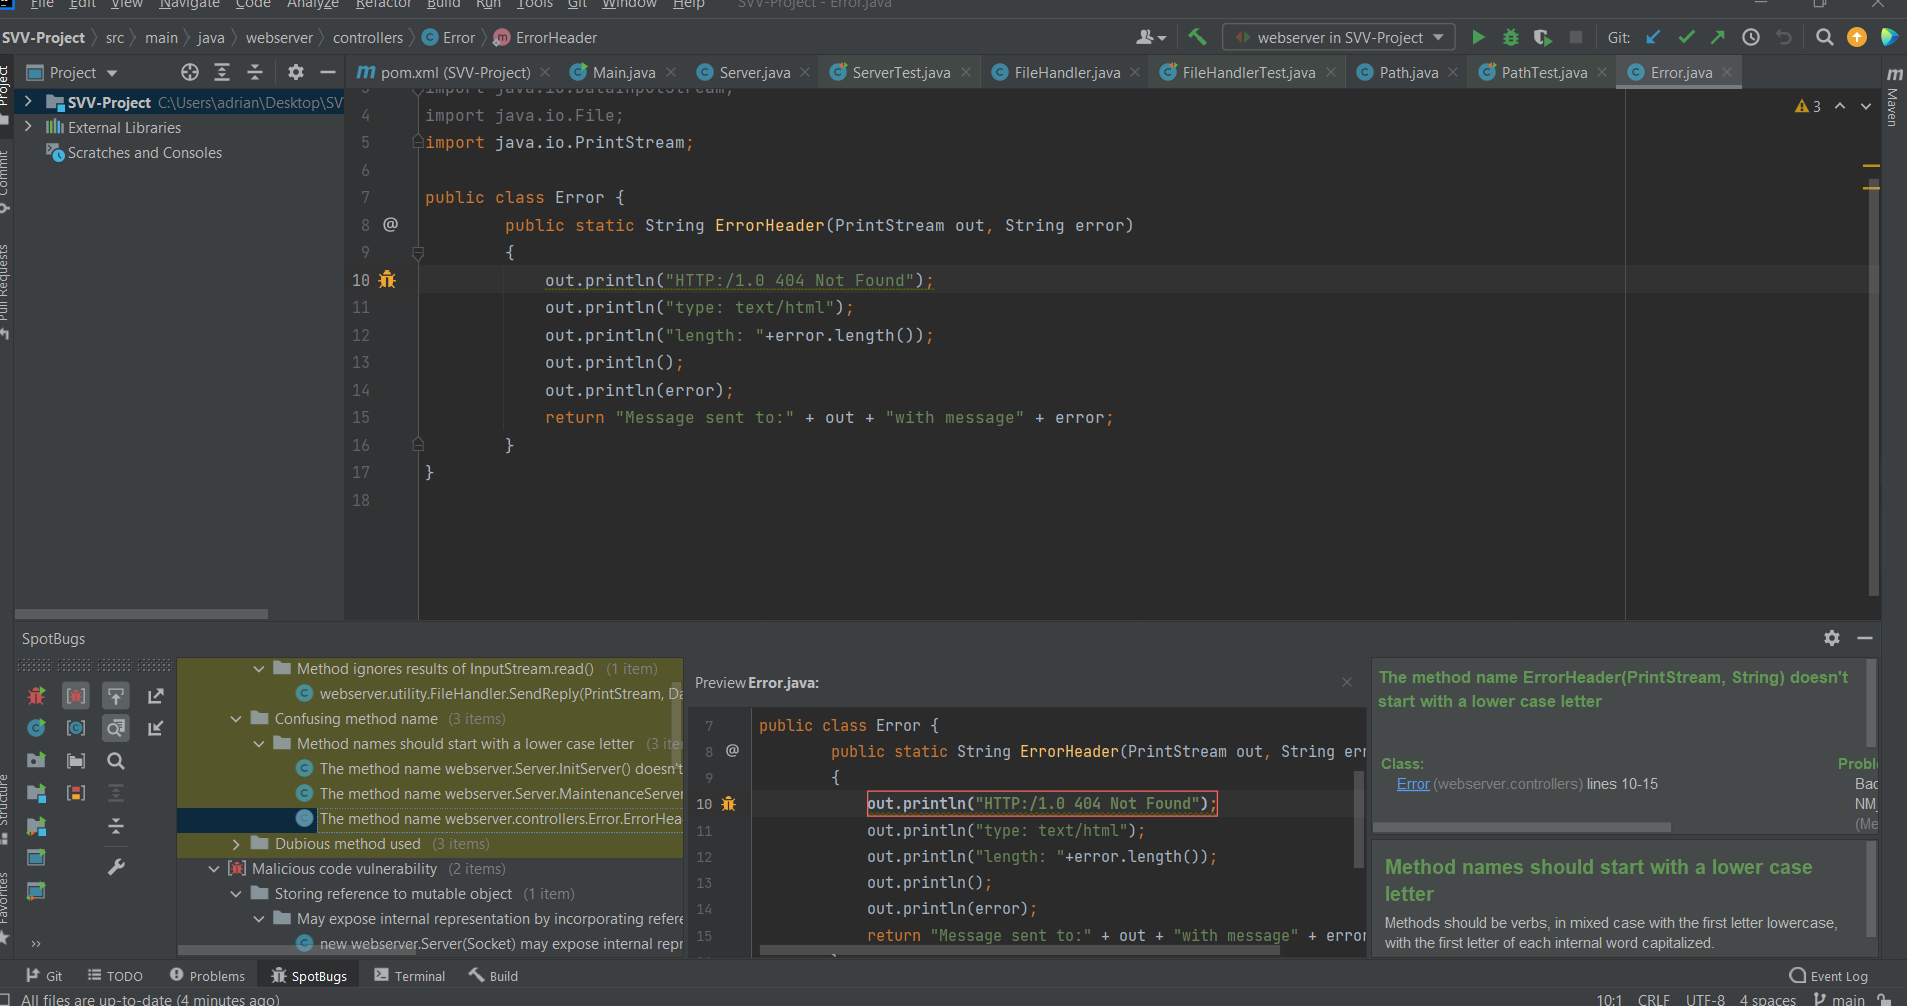 File Edit View Navigate Code Analyze Refactor Build Run Tools Git Window Help SVV-Project - Error.java
SVV-Project src main java webserver controllers Error ErrorHeader webserver in SVV-Project Git:
Project pom.xml (SVV-Project) Main.java Server.java ServerTest.java FileHandler.java FileHandlerTest.java Path.java PathTest.java Error.java
SVV-Project C:\Users\adrian\Desktop\SV
External Libraries
Scratches and Consoles
Project
Commit
Pull Requests
Structure
Favorites
Maven
3
3 import java.io.DataInputStream;
4 import java.io.File;
5 import java.io.PrintStream;
6
7 public class Error {
8 @ public static String ErrorHeader(PrintStream out, String error)
9 {
10 out.println("HTTP:/1.0 404 Not Found");
11 out.println("type: text/html");
12 out.println("length: "+error.length());
13 out.println();
14 out.println(error);
15 return "Message sent to:" + out + "with message" + error;
16 }
17 }
18
SpotBugs
Method ignores results of InputStream.read() (1 item)
webserver.utility.FileHandler.SendReply(PrintStream, Da
Confusing method name (3 items)
Method names should start with a lower case letter (3 ite
The method name webserver.Server.InitServer() doesn't
The method name webserver.Server.MaintenanceServer
The method name webserver.controllers.Error.ErrorHea
Dubious method used (3 items)
Malicious code vulnerability (2 items)
Storing reference to mutable object (1 item)
May expose internal representation by incorporating refere
new webserver.Server(Socket) may expose internal repr
Preview Error.java:
7 public class Error {
8 @ public static String ErrorHeader(PrintStream out, String err
9 {
10 out.println("HTTP:/1.0 404 Not Found");
11 out.println("type: text/html");
12 out.println("length: "+error.length());
13 out.println();
14 out.println(error);
15 return "Message sent to:" + out + "with message" + error
The method name ErrorHeader(PrintStream, String) doesn't
start with a lower case letter
Class: Proble
Error (webserver.controllers) lines 10-15 Bad
NM_
(Me
Method names should start with a lower case
letter
Methods should be verbs, in mixed case with the first letter lowercase,
with the first letter of each internal word capitalized.
Git TODO Problems SpotBugs Terminal Build Event Log
All files are up-to-date (4 minutes ago) 10:1 CRLF UTF-8 4 spaces main